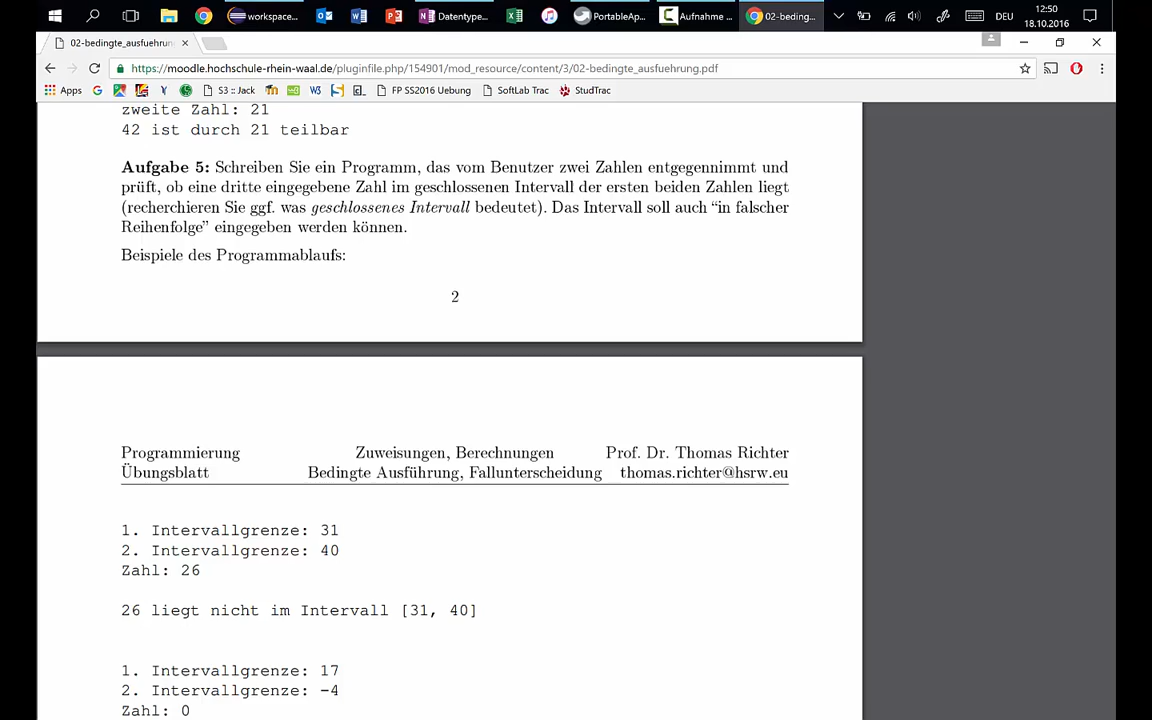 workspace...
Datentype...
PortableAp...
Aufnahme ...
02-beding...
DEU
12:50
18.10.2016
02-bedingte_ausfuehrun
https://moodle.hochschule-rhein-waal.de/pluginfile.php/154901/mod_resource/content/3/02-bedingte_ausfuehrung.pdf
Apps
S3 :: Jack
FP SS2016 Uebung
SoftLab Trac
StudTrac
zweite Zahl: 21
42 ist durch 21 teilbar
Aufgabe 5: Schreiben Sie ein Programm, das vom Benutzer zwei Zahlen entgegennimmt und
prüft, ob eine dritte eingegebene Zahl im geschlossenen Intervall der ersten beiden Zahlen liegt
(recherchieren Sie ggf. was geschlossenes Intervall bedeutet). Das Intervall soll auch “in falscher
Reihenfolge” eingegeben werden können.
Beispiele des Programmablaufs:
2
Programmierung Zuweisungen, Berechnungen Prof. Dr. Thomas Richter
Übungsblatt Bedingte Ausführung, Fallunterscheidung thomas.richter@hsrw.eu
1. Intervallgrenze: 31
2. Intervallgrenze: 40
Zahl: 26
26 liegt nicht im Intervall [31, 40]
1. Intervallgrenze: 17
2. Intervallgrenze: -4
Zahl: 0